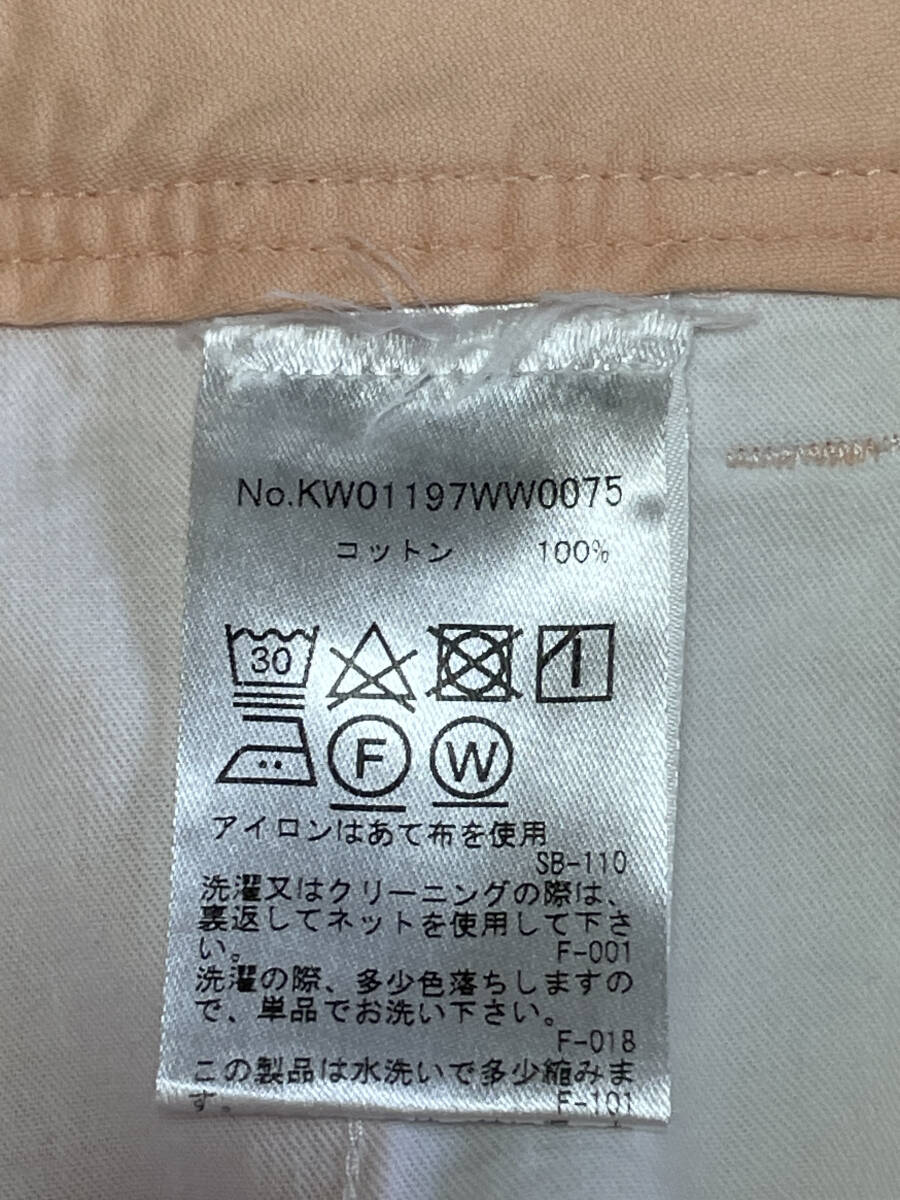 No.KW01197WW0075
コットン 100%
30
F W
アイロンはあて布を使用
SB-110
洗濯又はクリーニングの際は、
裏返してネットを使用して下さ
い。 F-001
洗濯の際、多少色落ちしますの
で、単品でお洗い下さい。
F-018
この製品は水洗いで多少縮みま
す。 F-101